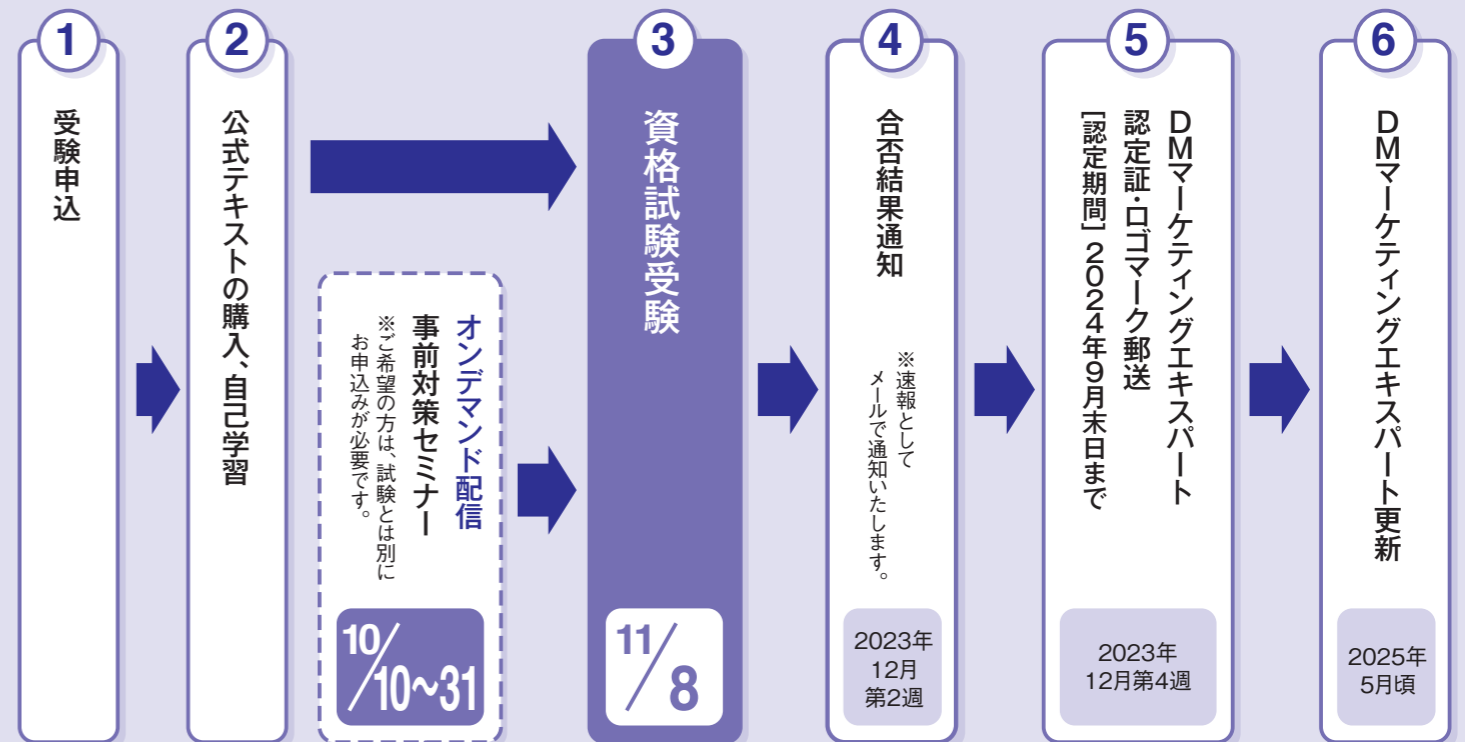 1
受験申込
2
公式テキストの購入、自己学習
オンデマンド配信
事前対策セミナー
※ご希望の方は、試験とは別に
お申込みが必要です。
10/10~31
3
資格試験受験
11/8
4
合否結果通知
※速報として
メールで通知いたします。
2023年
12月
第2週
5
DMマーケティングエキスパート
認定証・ロゴマーク郵送
[認定期間] 2024年9月末日まで
2023年
12月第4週
6
DMマーケティングエキスパート更新
2025年
5月頃